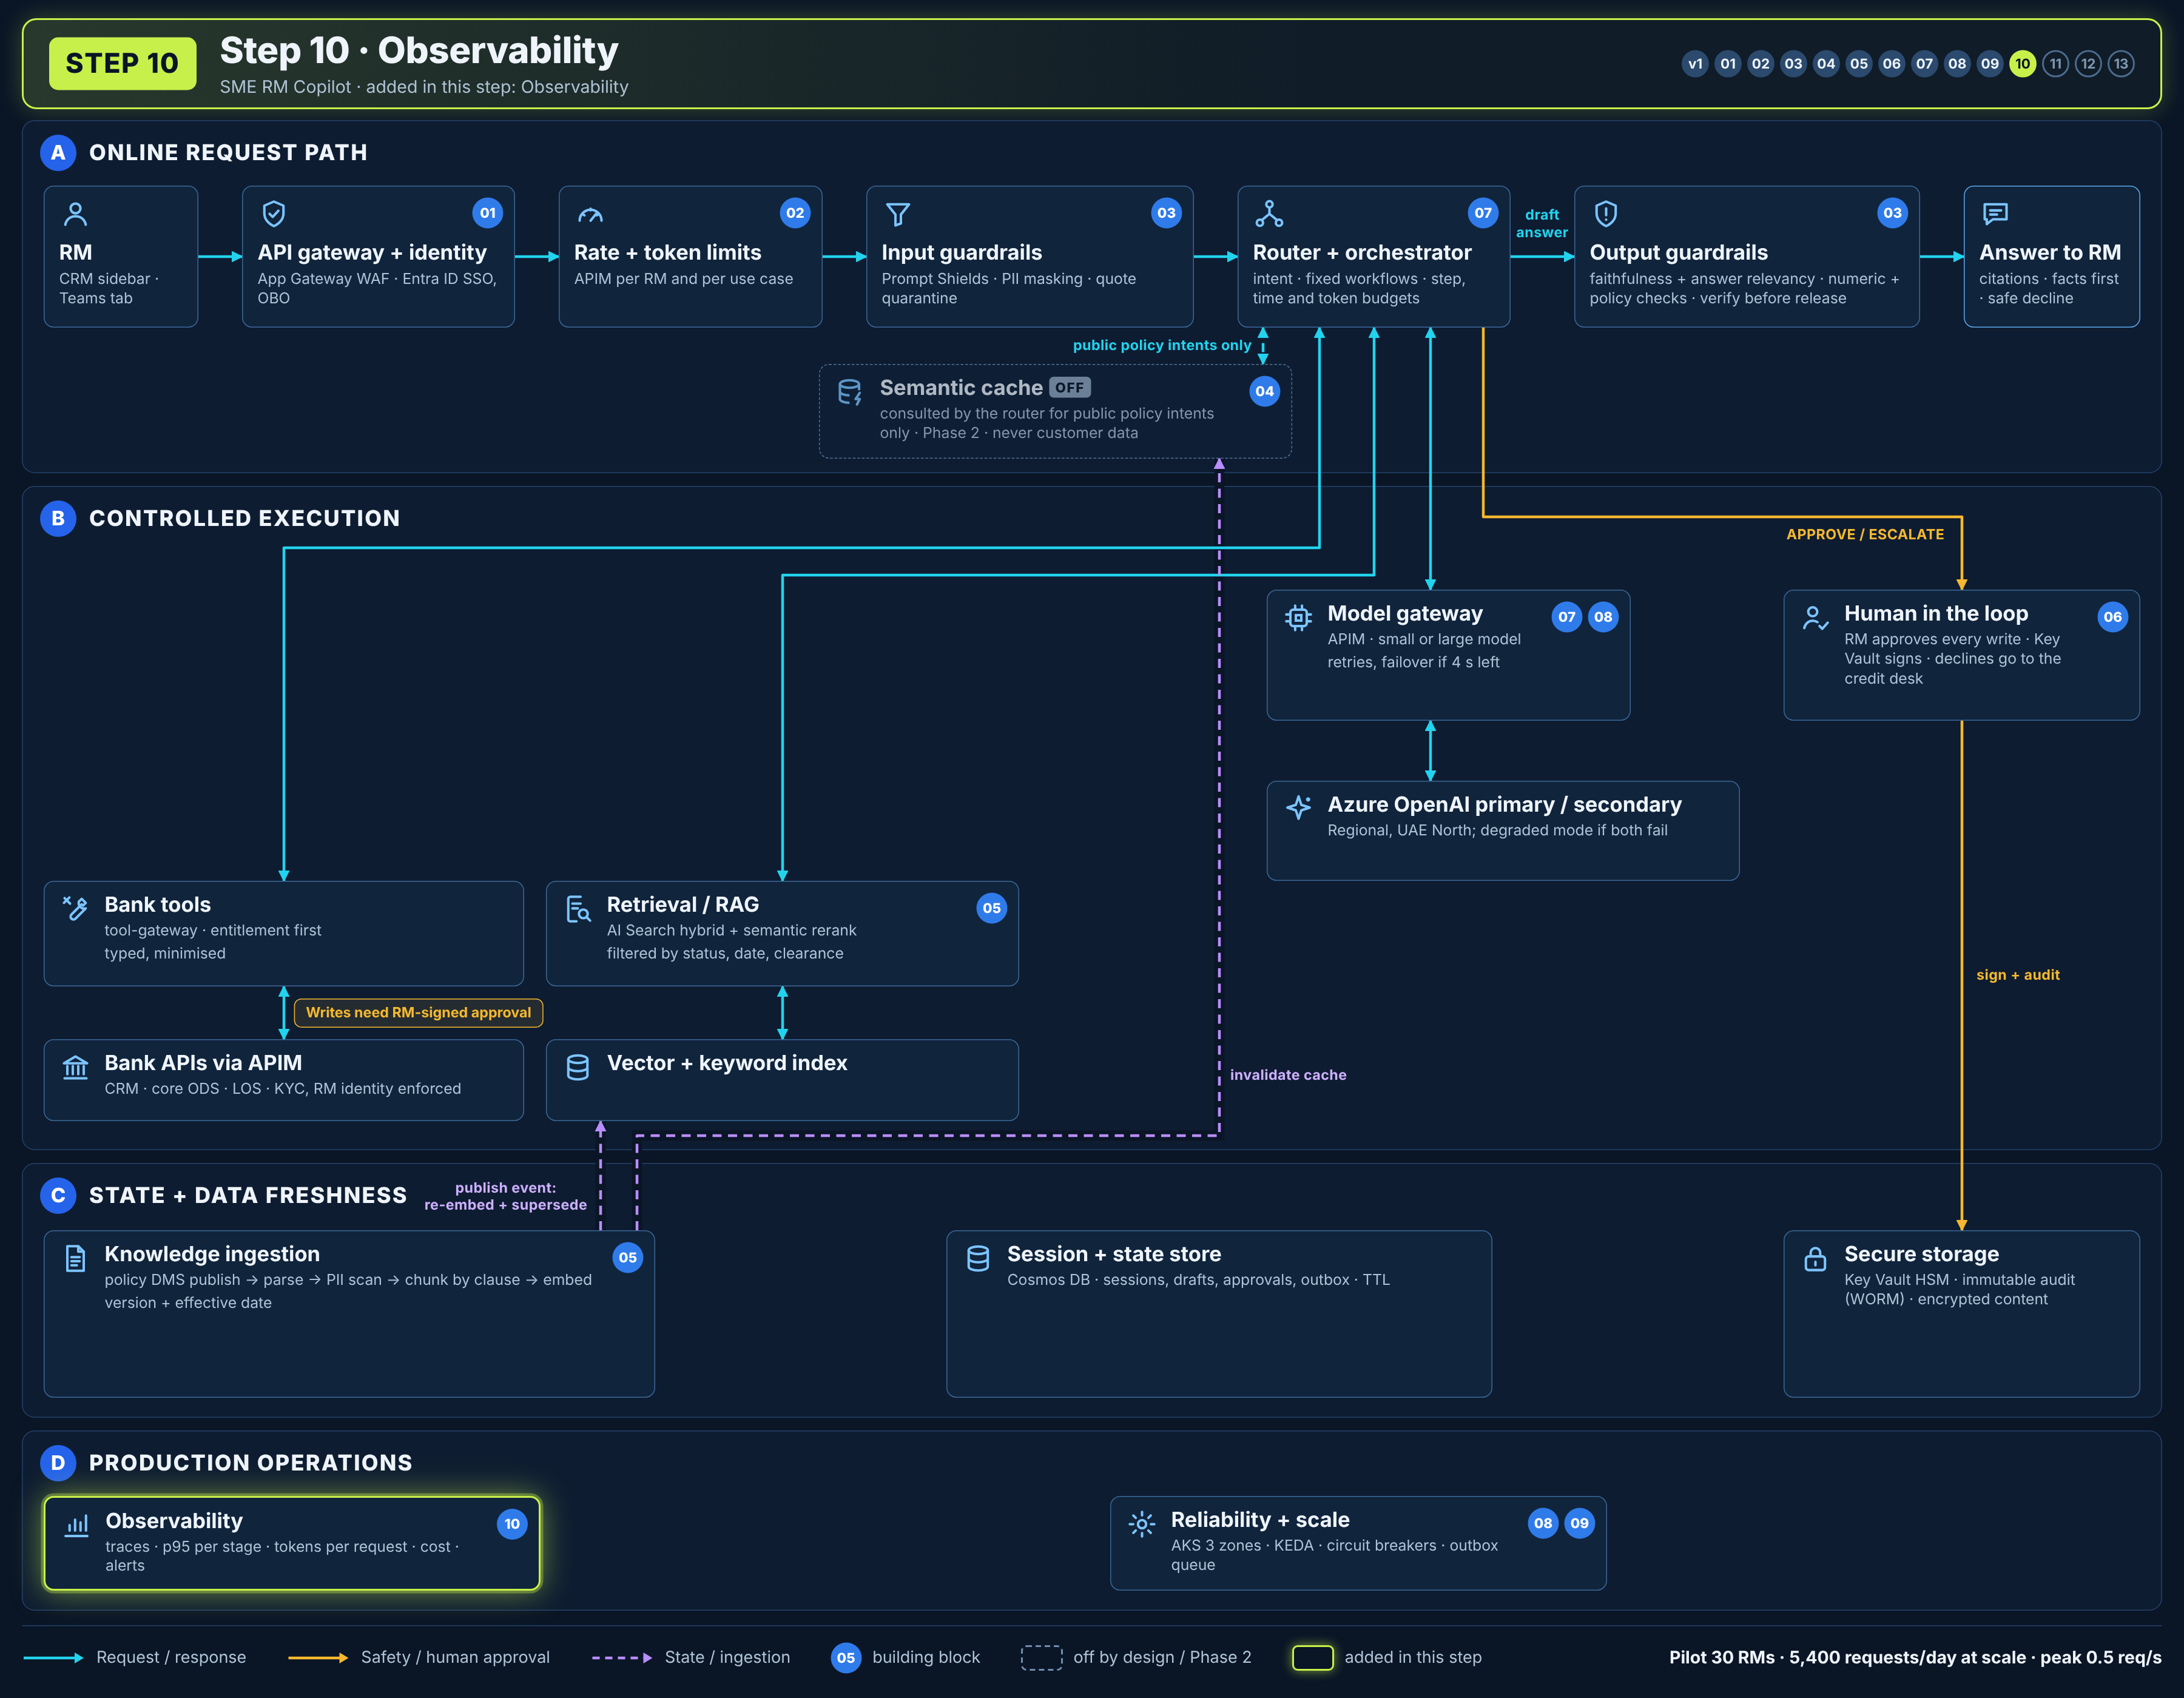 STEP 10
Step 10 · Observability
SME RM Copilot · added in this step: Observability
v1 01 02 03 04 05 06 07 08 09 10 11 12 13
A ONLINE REQUEST PATH
RM
CRM sidebar ·
Teams tab
01
API gateway + identity
App Gateway WAF · Entra ID SSO,
OBO
02
Rate + token limits
APIM per RM and per use case
03
Input guardrails
Prompt Shields · PII masking · quote
quarantine
07
Router + orchestrator
intent · fixed workflows · step,
time and token budgets
draft
answer
03
Output guardrails
faithfulness + answer relevancy · numeric +
policy checks · verify before release
Answer to RM
citations · facts first
· safe decline
public policy intents only
Semantic cache OFF
04
consulted by the router for public policy intents
only · Phase 2 · never customer data
B CONTROLLED EXECUTION
APPROVE / ESCALATE
Model gateway
07 08
APIM · small or large model
retries, failover if 4 s left
Human in the loop
06
RM approves every write · Key
Vault signs · declines go to the
credit desk
Azure OpenAI primary / secondary
Regional, UAE North; degraded mode if both fail
Bank tools
tool-gateway · entitlement first
typed, minimised
Retrieval / RAG
05
AI Search hybrid + semantic rerank
filtered by status, date, clearance
sign + audit
Writes need RM-signed approval
Bank APIs via APIM
CRM · core ODS · LOS · KYC, RM identity enforced
Vector + keyword index
invalidate cache
C STATE + DATA FRESHNESS
publish event:
re-embed + supersede
Knowledge ingestion
05
policy DMS publish → parse → PII scan → chunk by clause → embed
version + effective date
Session + state store
Cosmos DB · sessions, drafts, approvals, outbox · TTL
Secure storage
Key Vault HSM · immutable audit
(WORM) · encrypted content
D PRODUCTION OPERATIONS
Observability
10
traces · p95 per stage · tokens per request · cost ·
alerts
Reliability + scale
08 09
AKS 3 zones · KEDA · circuit breakers · outbox
queue
Request / response
Safety / human approval
State / ingestion
05 building block
off by design / Phase 2
added in this step
Pilot 30 RMs · 5,400 requests/day at scale · peak 0.5 req/s